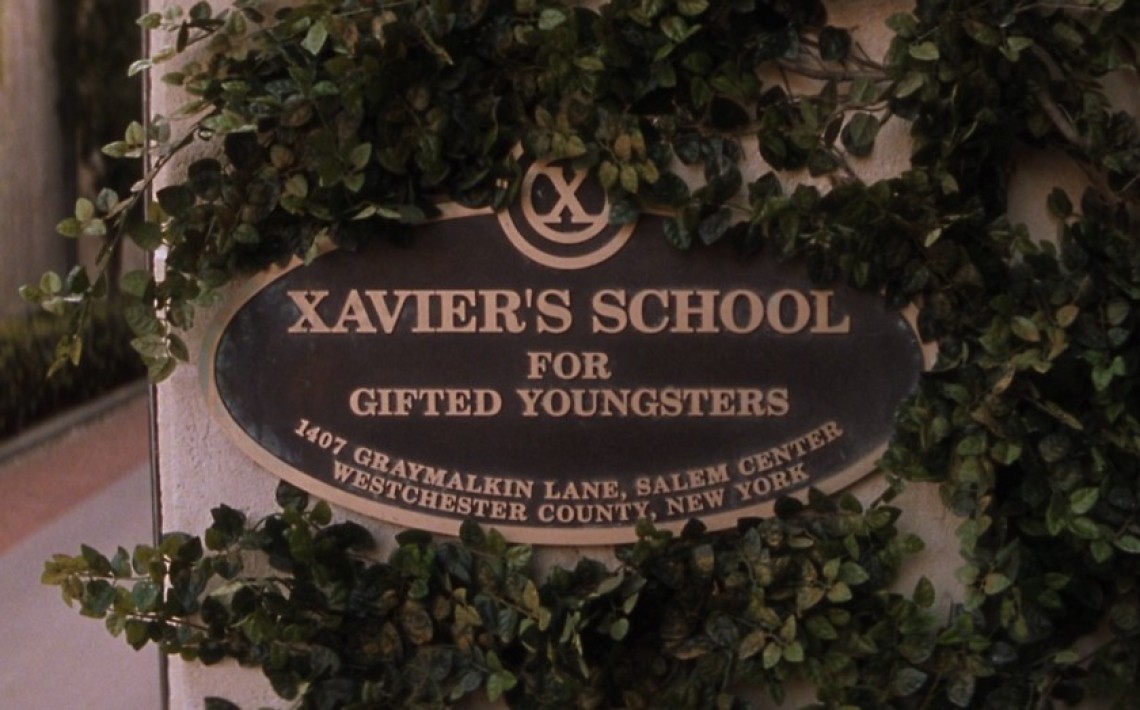 X
XAVIER'S SCHOOL
FOR
GIFTED YOUNGSTERS
1407 GRAYMALKIN LANE, SALEM CENTER
WESTCHESTER COUNTY, NEW YORK